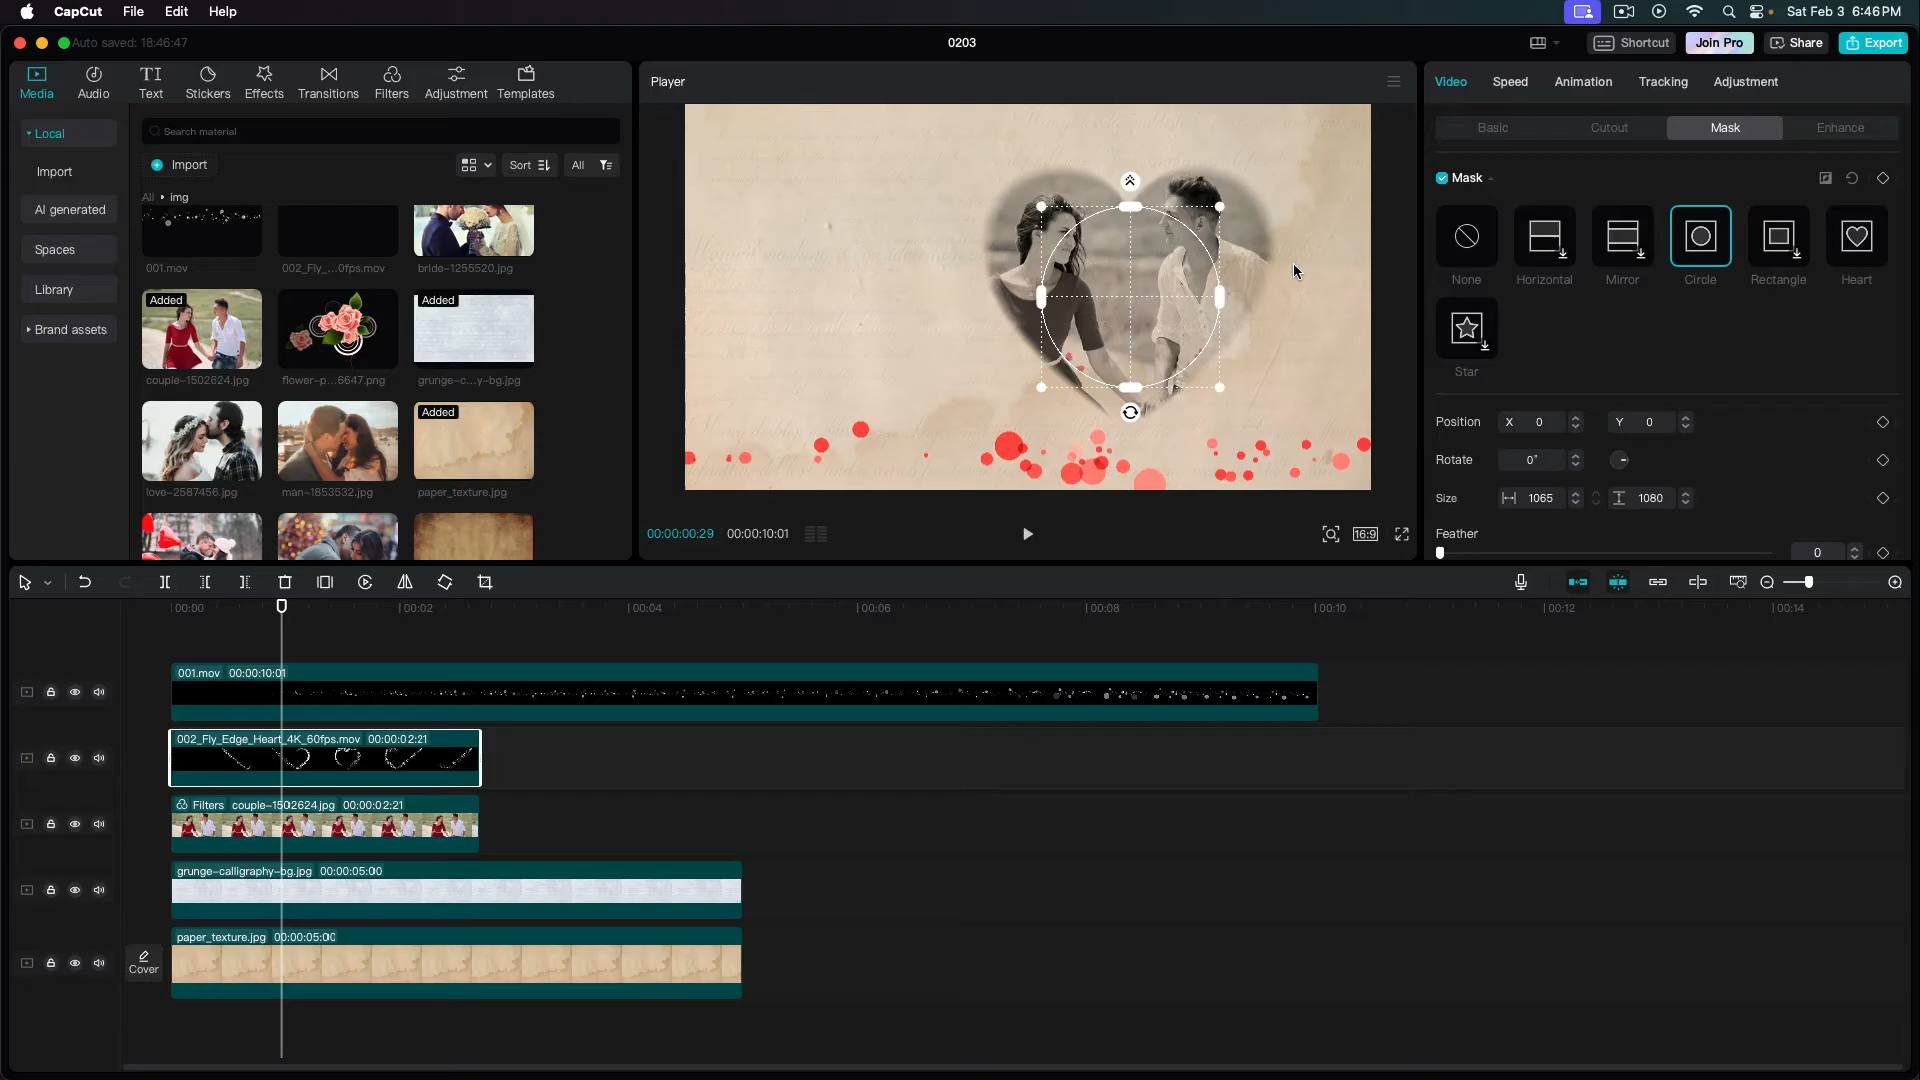 CapCut File Edit Help
Sat Feb 3 6:46 PM
Auto saved: 18:46:47
0203
Shortcut
Join Pro
Share
Export
Media
Audio
Text
Stickers
Effects
Transitions
Filters
Adjustment
Templates
Local
Import
AI generated
Spaces
Library
Brand assets
Search material
Import
Sort
All
All
img
001.mov
002_Fly_...0fps.mov
bride-1255520.jpg
Added
couple-1502624.jpg
flower-p...6647.png
Added
grunge-c...y-bg.jpg
love-2587456.jpg
man-1853532.jpg
Added
paper_texture.jpg
Player
00:00:00:29 00:00:10:01
16:9
Video
Speed
Animation
Tracking
Adjustment
Basic
Cutout
Mask
Enhance
Mask
None
Horizontal
Mirror
Circle
Rectangle
Heart
Star
Position X 0 Y 0
Rotate 0°
Size 1065 1080
Feather
0
00:00
00:02
00:04
00:06
00:08
00:10
00:12
00:14
001.mov 00:00:10:01
002_Fly_Edge_Heart_4K_60fps.mov 00:00:02:21
Filters couple-1502624.jpg 00:00:02:21
grunge-calligraphy-bg.jpg 00:00:05:00
paper_texture.jpg 00:00:05:00
Cover